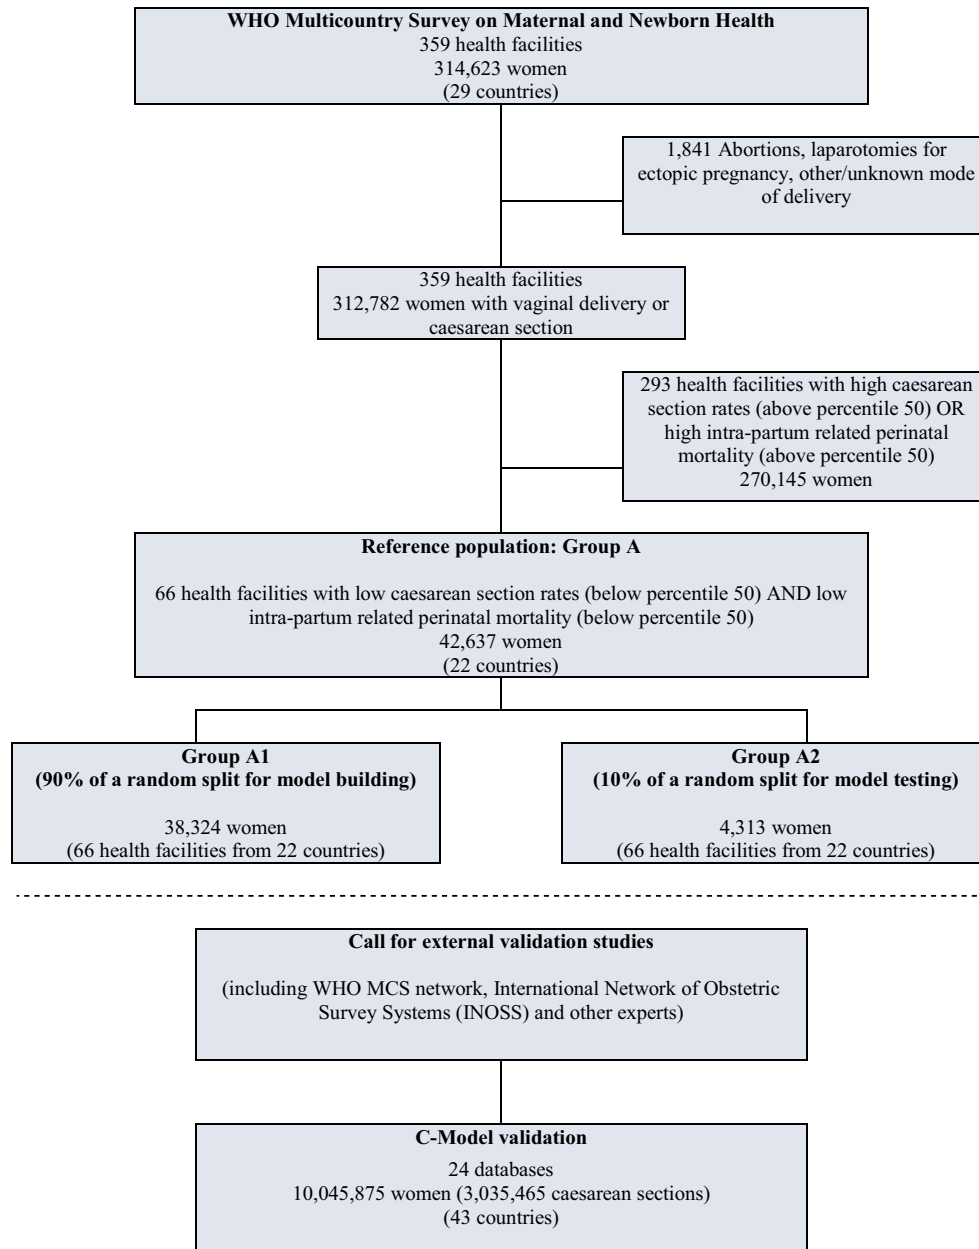 WHO Multicountry Survey on Maternal and Newborn Health
359 health facilities
314,623 women
(29 countries)
1,841 Abortions, laparotomies for
ectopic pregnancy, other/unknown mode
of delivery
359 health facilities
312,782 women with vaginal delivery or
caesarean section
293 health facilities with high caesarean
section rates (above percentile 50) OR
high intra-partum related perinatal
mortality (above percentile 50)
270,145 women
Reference population: Group A
66 health facilities with low caesarean section rates (below percentile 50) AND low
intra-partum related perinatal mortality (below percentile 50)
42,637 women
(22 countries)
Group A1
(90% of a random split for model building)
38,324 women
(66 health facilities from 22 countries)
Group A2
(10% of a random split for model testing)
4,313 women
(66 health facilities from 22 countries)
Call for external validation studies
(including WHO MCS network, International Network of Obstetric
Survey Systems (INOSS) and other experts)
C-Model validation
24 databases
10,045,875 women (3,035,465 caesarean sections)
(43 countries)